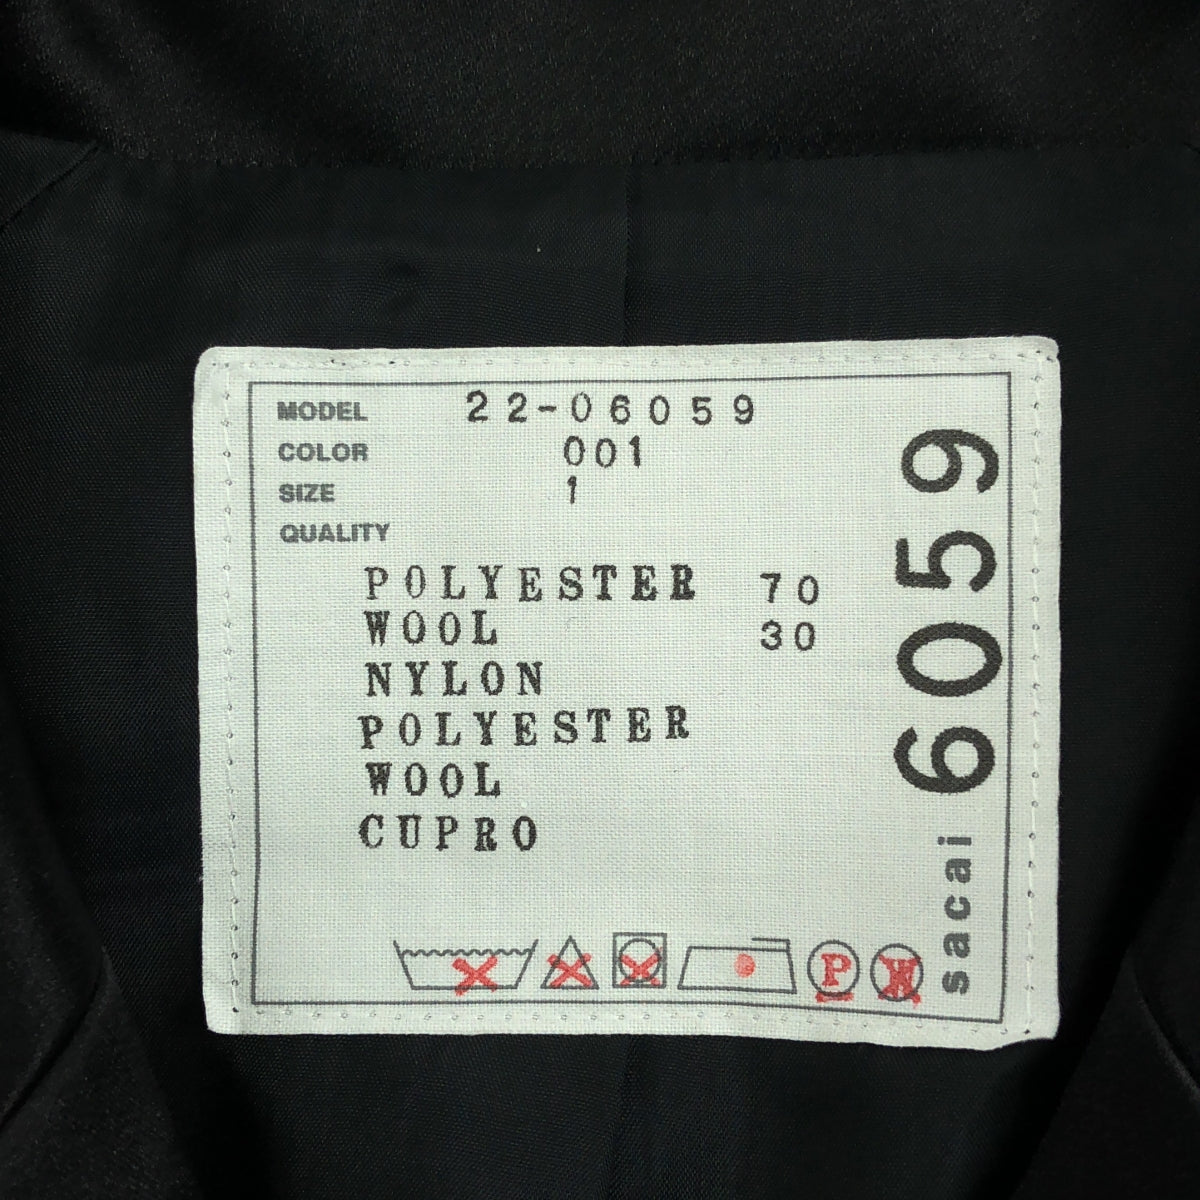 MODEL 22-06059
COLOR 001
SIZE 1
QUALITY
POLYESTER 70
WOOL 30
NYLON
POLYESTER
WOOL
CUPRO
P W
sacai 6059